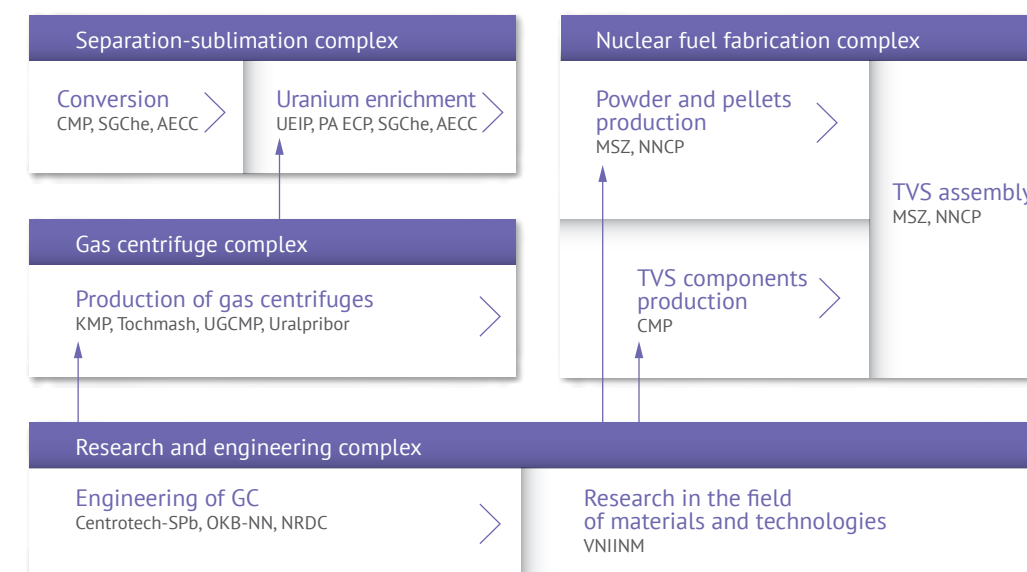 Separation-sublimation complex
Conversion
CMP, SGChe, AECC
Uranium enrichment
UEIP, PA ECP, SGChe, AECC
Gas centrifuge complex
Production of gas centrifuges
KMP, Tochmash, UGCMP, Uralpribor
Nuclear fuel fabrication complex
Powder and pellets
production
MSZ, NNCP
TVS components
production
CMP
TVS assembly
MSZ, NNCP
Research and engineering complex
Engineering of GC
Centrotech-SPb, OKB-NN, NRDC
Research in the field
of materials and technologies
VNIINM